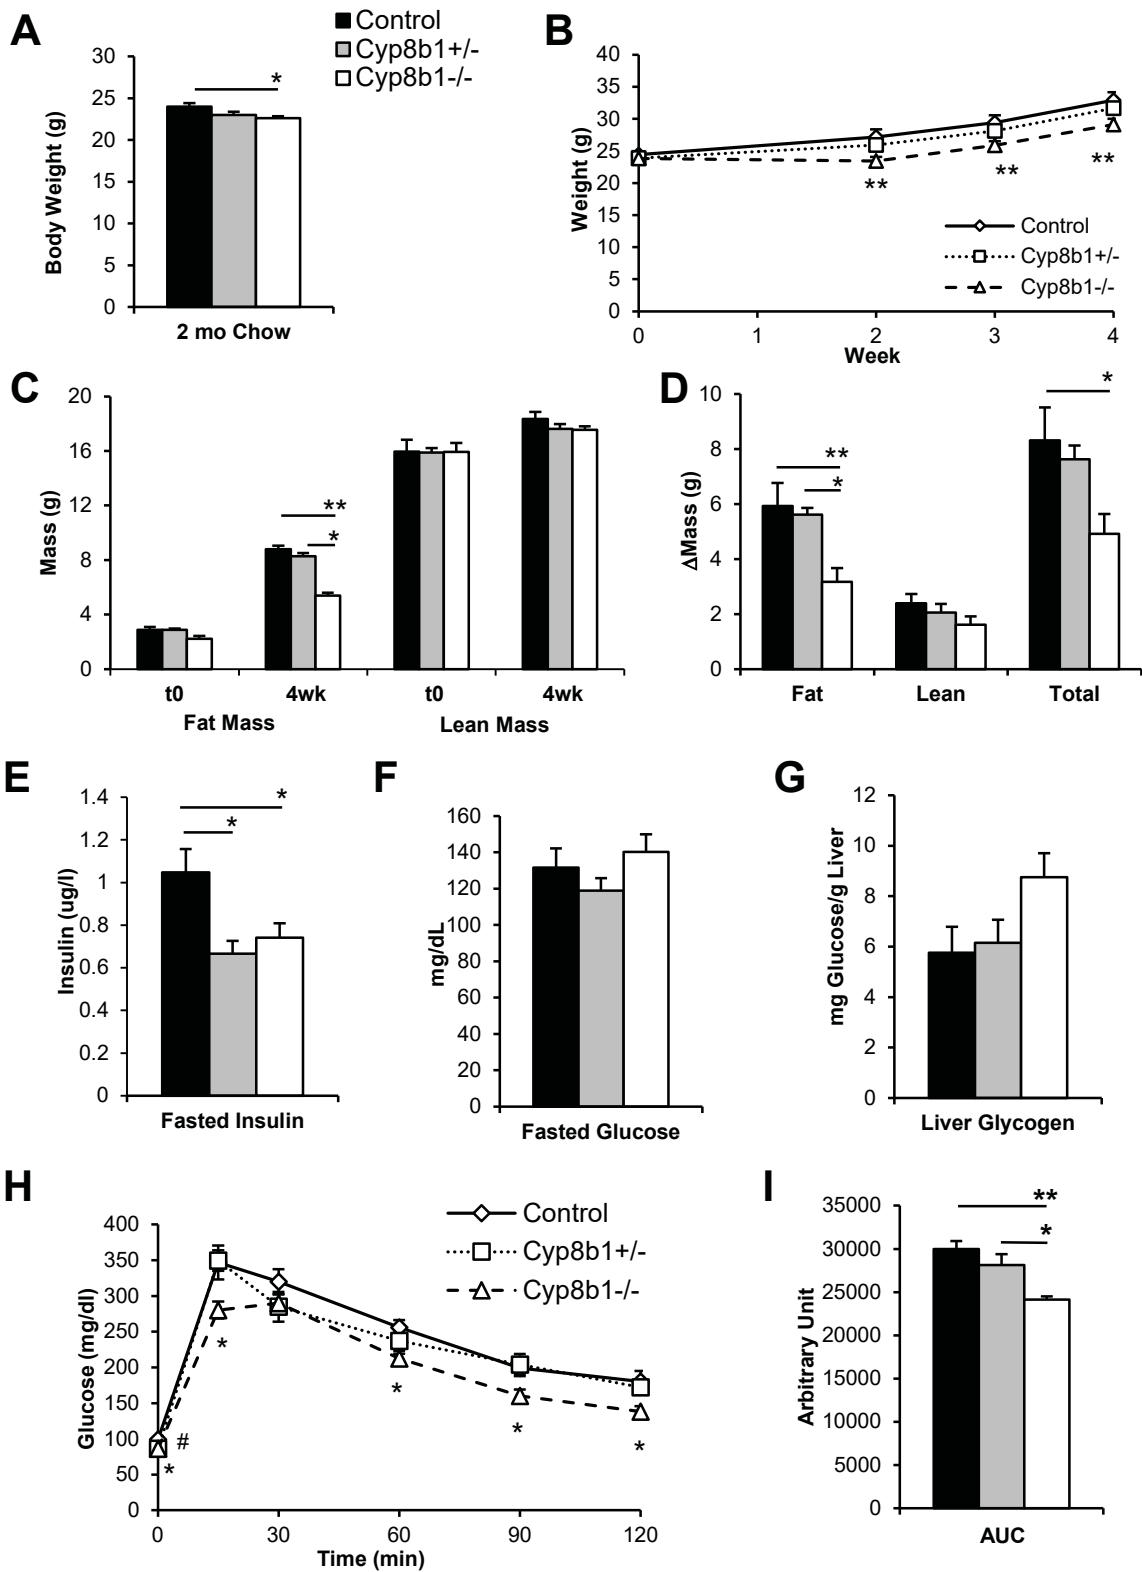 A
Control
Cyp8b1+/-
Cyp8b1-/-
30
25
20
15
10
5
0
Body Weight (g)
*
2 mo Chow
B
40
35
30
25
20
15
10
5
0
Weight (g)
**
**
**
Control
Cyp8b1+/-
Cyp8b1-/-
0 1 2 3 4
Week
C
20
16
12
8
4
0
Mass (g)
**
*
t0 4wk t0 4wk
Fat Mass Lean Mass
D
10
8
6
4
2
0
ΔMass (g)
**
*
*
Fat Lean Total
E
1.4
1.2
1
0.8
0.6
0.4
0.2
0
Insulin (ug/l)
*
*
Fasted Insulin
F
160
140
120
100
80
60
40
20
0
mg/dL
Fasted Glucose
G
12
10
8
6
4
2
0
mg Glucose/g Liver
Liver Glycogen
H
Control
Cyp8b1+/-
Cyp8b1-/-
400
350
300
250
200
150
100
50
0
Glucose (mg/dl)
#
*
*
*
*
*
0 30 60 90 120
Time (min)
I
35000
30000
25000
20000
15000
10000
5000
0
Arbitrary Unit
**
*
AUC